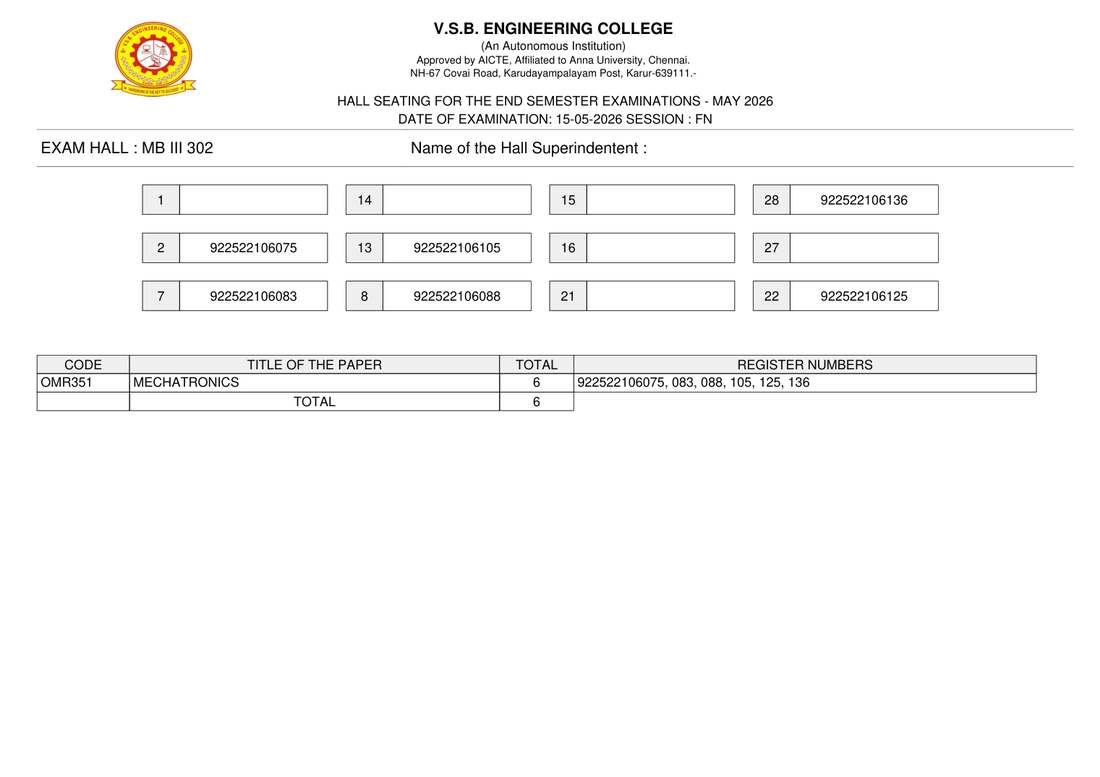 V.S.B. ENGINEERING COLLEGE
(An Autonomous Institution)
Approved by AICTE, Affiliated to Anna University, Chennai.
NH-67 Covai Road, Karudayampalayam Post, Karur-639111.-
HALL SEATING FOR THE END SEMESTER EXAMINATIONS - MAY 2026
DATE OF EXAMINATION: 15-05-2026 SESSION : FN
EXAM HALL : MB III 302 Name of the Hall Superindentent :
1 14 15 28 922522106136
2 922522106075 13 922522106105 16 27
7 922522106083 8 922522106088 21 22 922522106125
CODE TITLE OF THE PAPER TOTAL REGISTER NUMBERS
OMR351 MECHATRONICS 6 922522106075, 083, 088, 105, 125, 136
TOTAL 6